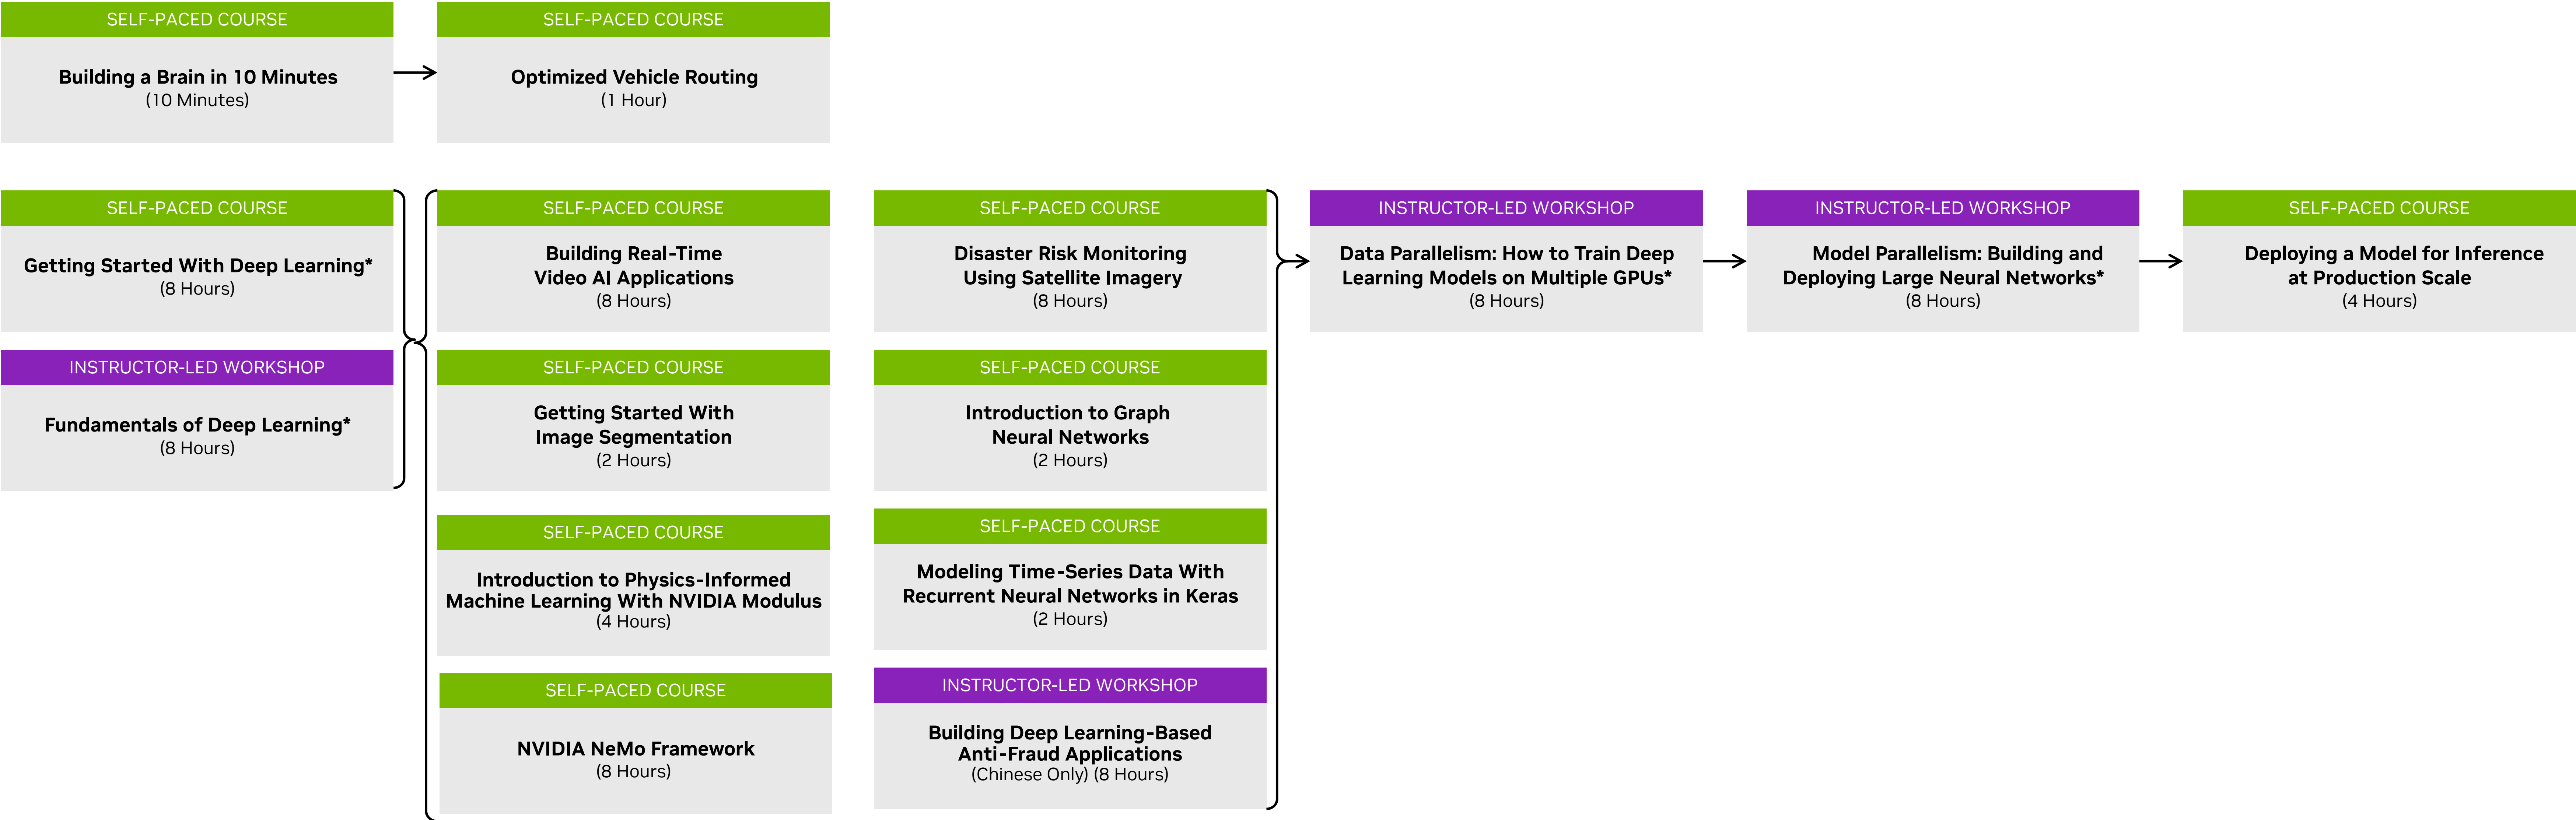 SELF-PACED COURSE
Building a Brain in 10 Minutes
(10 Minutes)
SELF-PACED COURSE
Optimized Vehicle Routing
(1 Hour)
SELF-PACED COURSE
Getting Started With Deep Learning*
(8 Hours)
INSTRUCTOR-LED WORKSHOP
Fundamentals of Deep Learning*
(8 Hours)
SELF-PACED COURSE
Building Real-Time
Video AI Applications
(8 Hours)
SELF-PACED COURSE
Getting Started With
Image Segmentation
(2 Hours)
SELF-PACED COURSE
Introduction to Physics-Informed
Machine Learning With NVIDIA Modulus
(4 Hours)
SELF-PACED COURSE
NVIDIA NeMo Framework
(8 Hours)
SELF-PACED COURSE
Disaster Risk Monitoring
Using Satellite Imagery
(8 Hours)
SELF-PACED COURSE
Introduction to Graph
Neural Networks
(2 Hours)
SELF-PACED COURSE
Modeling Time-Series Data With
Recurrent Neural Networks in Keras
(2 Hours)
INSTRUCTOR-LED WORKSHOP
Building Deep Learning-Based
Anti-Fraud Applications
(Chinese Only) (8 Hours)
INSTRUCTOR-LED WORKSHOP
Data Parallelism: How to Train Deep
Learning Models on Multiple GPUs*
(8 Hours)
INSTRUCTOR-LED WORKSHOP
Model Parallelism: Building and
Deploying Large Neural Networks*
(8 Hours)
SELF-PACED COURSE
Deploying a Model for Inference
at Production Scale
(4 Hours)